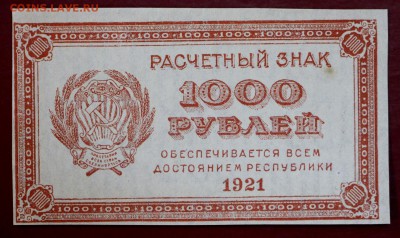 COINS.LAVE.RU
РАСЧЕТНЫЙ ЗНАК
1000
РУБЛЕЙ
ОБЕСПЕЧИВАЕТСЯ ВСЕМ
ДОСТОЯНИЕМ РЕСПУБЛИКИ
1921